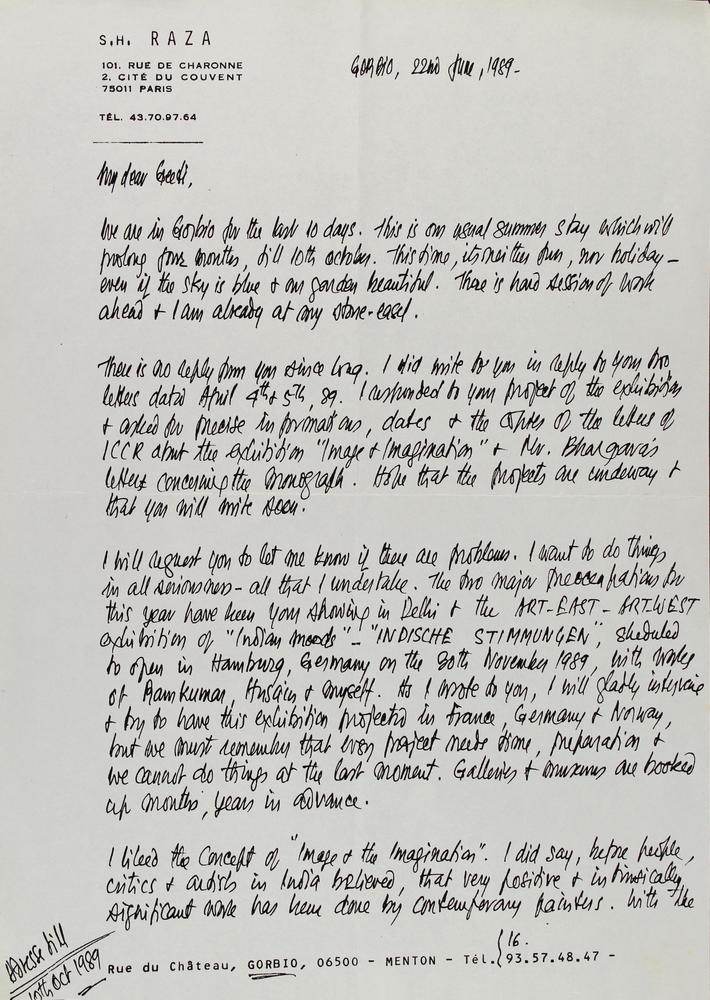 S.H. RAZA
101. RUE DE CHARONNE
2. CITÉ DU COUVENT
75011 PARIS
TÉL. 43.70.97.64
GORBIO, 22nd June, 1989-
My dear Geeti,
We are in Gorbio for the last 10 days. This is our usual summer stay which will
prolong four months, till 10th october. This time, its neither fun, nor holiday -
even if the sky is blue & our garden beautiful. There is hard session of work
ahead & I am already at my stone-easel.
There is no reply from you since long. I did write to you in reply to your two
letters dated April 4th & 5th, 89. I responded to your project of the exhibition
& asked for precise informations, dates & the copies of the letters of
ICCR about the exhibition "Image & Imagination" & Mr. Bhargava's
letters concerning the monograph. Hope that the projects are underway &
that you will write soon.
I will request you to let me know if there are problems. I want to do things
in all seriousness - all that I undertake. The two major preoccupations for
this year have been your showing in Delhi & the ART-EAST - ART-WEST
exhibition of "Indian moods" - "INDISCHE STIMMUNGEN", scheduled
to open in Hamburg, Germany on the 30th November 1989, with works
of Ramkumar, Husain & myself. As I wrote to you, I will gladly intervene
& try to have this exhibition projected in France, Germany & Norway,
but we must remember that every project needs time, preparation &
we cannot do things at the last moment. Galleries & museums are booked
up months, years in advance.
I liked the Concept of "Image & the Imagination". I did say, before people,
critics & artists in India believed, that very positive & intrinsically
significant work has been done by contemporary painters. With the
Adresse till
10th Oct 1989
16.
Rue du Château, GORBIO, 06500 - MENTON - Tél. 93.57.48.47 -